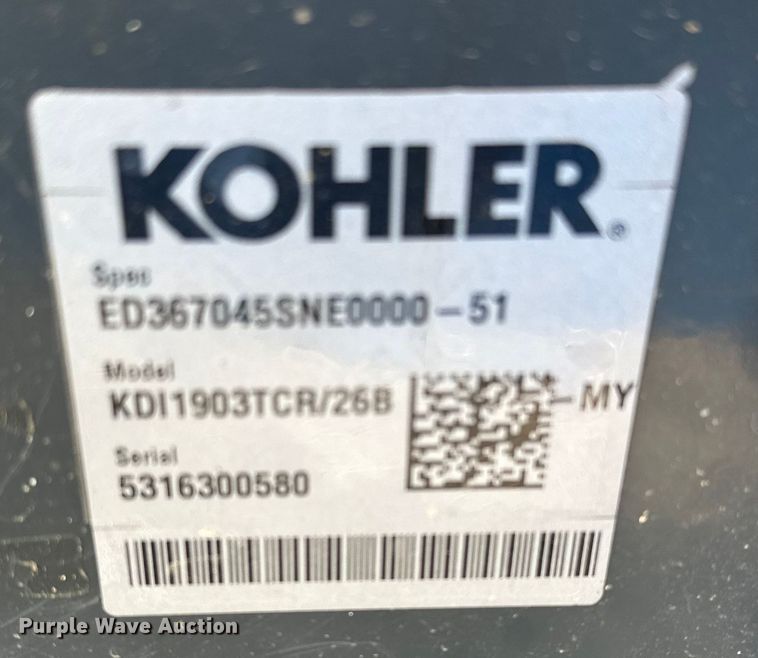 KOHLER®
Spec
ED367045SNE0000-51
Model
KDI1903TCR/26B -MY
Serial
5316300580
Purple Wave Auction